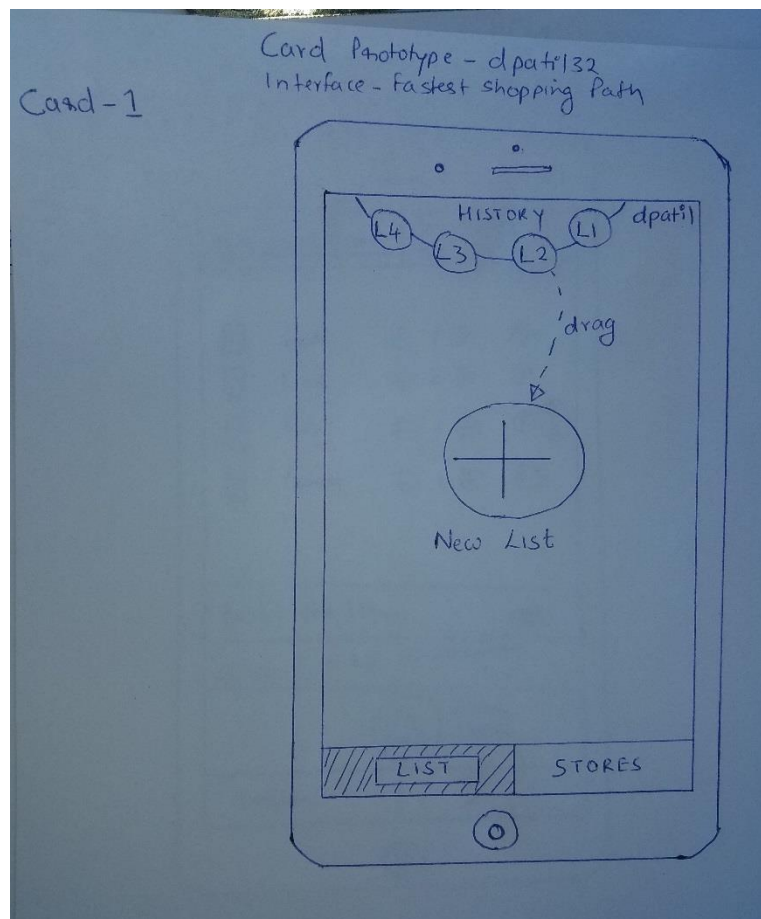 Card Prototype - dpatil32
Interface - Fastest Shopping Path
Card-1
HISTORY
dpatil
L4
L3
L2
L1
drag
New List
LIST
STORES